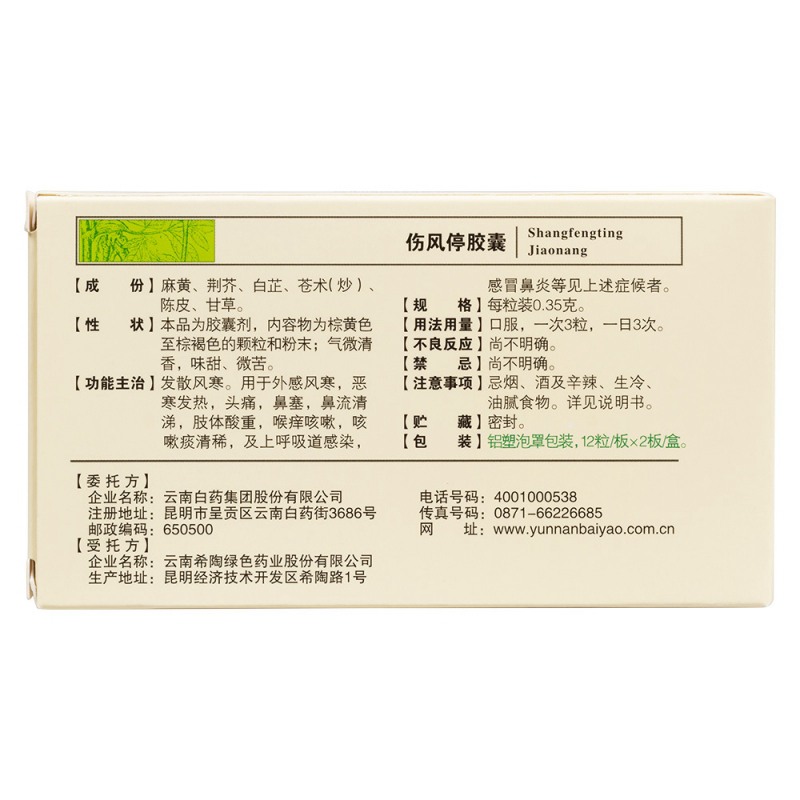 伤风停胶囊
Shangfengting
Jiaonang
【成份】麻黄、荆芥、白芷、苍术(炒)、
陈皮、甘草。
【性状】本品为胶囊剂，内容物为棕黄色
至棕褐色的颗粒和粉末；气微清
香，味甜、微苦。
【功能主治】发散风寒。用于外感风寒，恶
寒发热，头痛，鼻塞，鼻流清
涕，肢体酸重，喉痒咳嗽，咳
嗽痰清稀，及上呼吸道感染，
感冒鼻炎等见上述症候者。
【规格】每粒装0.35克。
【用法用量】口服，一次3粒，一日3次。
【不良反应】尚不明确。
【禁忌】尚不明确。
【注意事项】忌烟、酒及辛辣、生冷、
油腻食物。详见说明书。
【贮藏】密封。
【包装】铝塑泡罩包装，12粒/板×2板/盒。
【委托方】
企业名称：云南白药集团股份有限公司
注册地址：昆明市呈贡区云南白药街3686号
邮政编码：650500
【受托方】
企业名称：云南希陶绿色药业股份有限公司
生产地址：昆明经济技术开发区希陶路1号
电话号码：4001000538
传真号码：0871-66226685
网址：www.yunnanbaiyao.com.cn